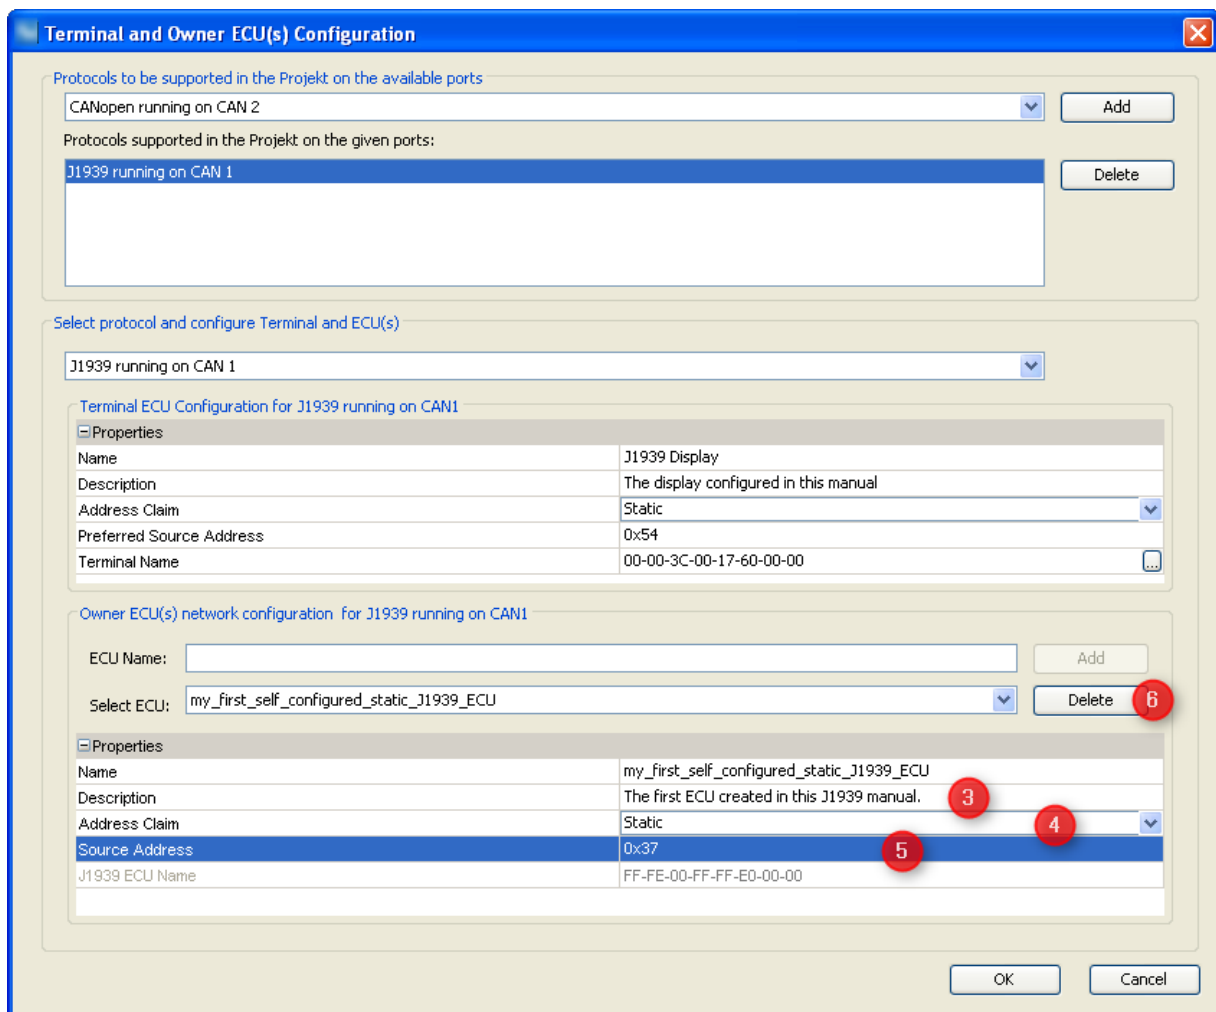 Terminal and Owner ECU(s) Configuration
Protocols to be supported in the Projekt on the available ports
CANopen running on CAN 2
Add
Protocols supported in the Projekt on the given ports:
J1939 running on CAN 1
Delete
Select protocol and configure Terminal and ECU(s)
J1939 running on CAN 1
Terminal ECU Configuration for J1939 running on CAN1
Properties
Name J1939 Display
Description The display configured in this manual
Address Claim Static
Preferred Source Address 0x54
Terminal Name 00-00-3C-00-17-60-00-00 ...
Owner ECU(s) network configuration for J1939 running on CAN1
ECU Name: Add
Select ECU: my_first_self_configured_static_J1939_ECU Delete 6
Properties
Name my_first_self_configured_static_J1939_ECU
Description The first ECU created in this J1939 manual. 3
Address Claim Static 4
Source Address 0x37 5
J1939 ECU Name FF-FE-00-FF-FF-E0-00-00
OK Cancel